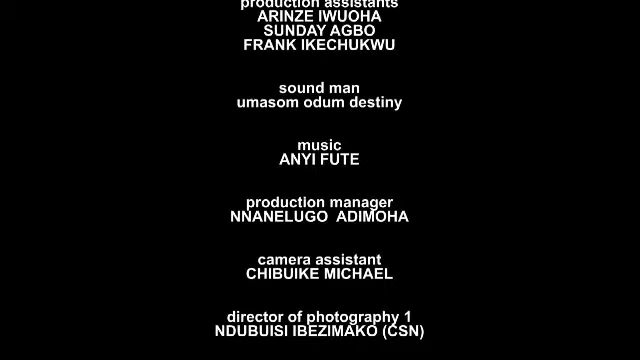 production assistants
ARINZE IWUOHA
SUNDAY AGBO
FRANK IKECHUKWU
sound man
umasom odum destiny
music
ANYI FUTE
production manager
NNANELUGO ADIMOHA
camera assistant
CHIBUIKE MICHAEL
director of photography 1
NDUBUISI IBEZIMAKO (CSN)